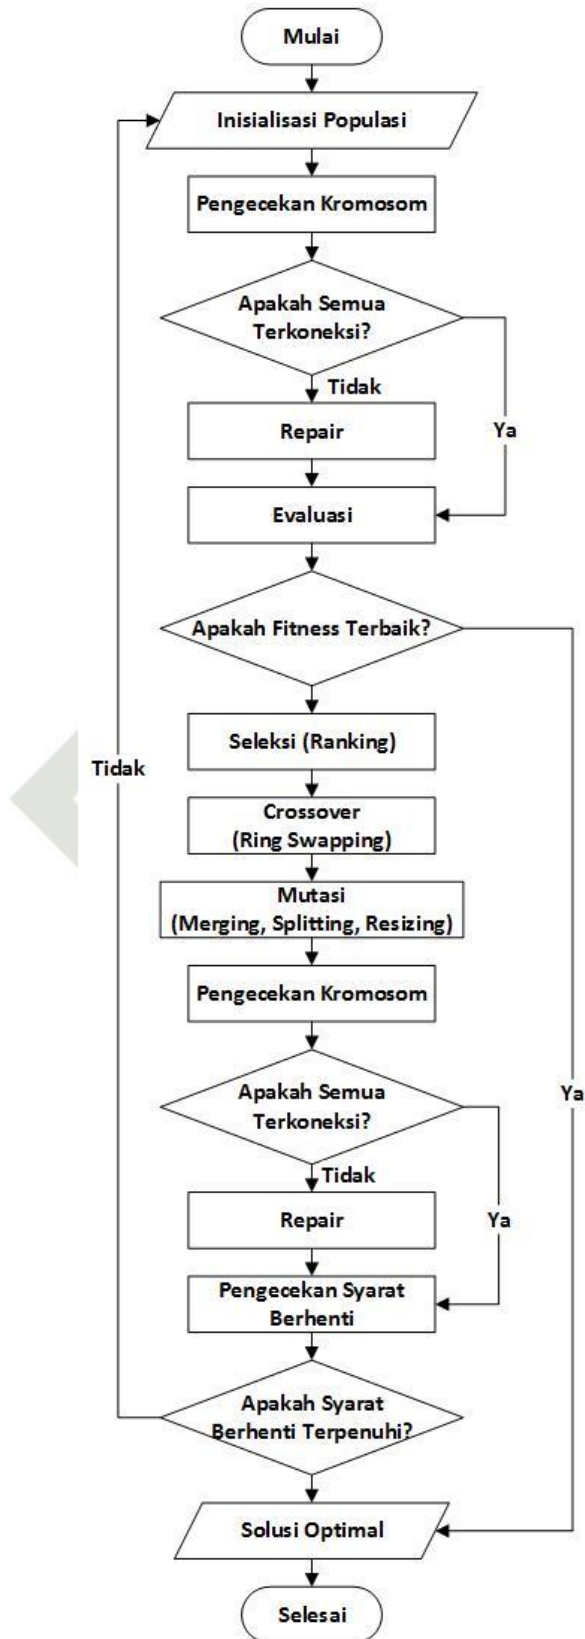 Mulai
Inisialisasi Populasi
Pengecekan Kromosom
Apakah Semua
Terkoneksi?
Tidak
Repair
Ya
Evaluasi
Apakah Fitness Terbaik?
Seleksi (Ranking)
Tidak
Crossover
(Ring Swapping)
Mutasi
(Merging, Splitting, Resizing)
Pengecekan Kromosom
Apakah Semua
Terkoneksi?
Ya
Tidak
Repair
Ya
Pengecekan Syarat
Berhenti
Apakah Syarat
Berhenti Terpenuhi?
Solusi Optimal
Selesai